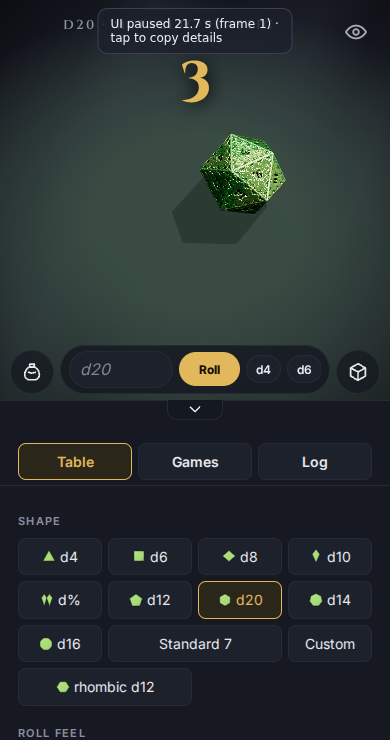 D20
UI paused 21.7 s (frame 1) ·
tap to copy details
3
d20
Roll
d4
d6
Table
Games
Log
SHAPE
d4
d6
d8
d10
d%
d12
d20
d14
d16
Standard 7
Custom
rhombic d12
ROLL FEEL